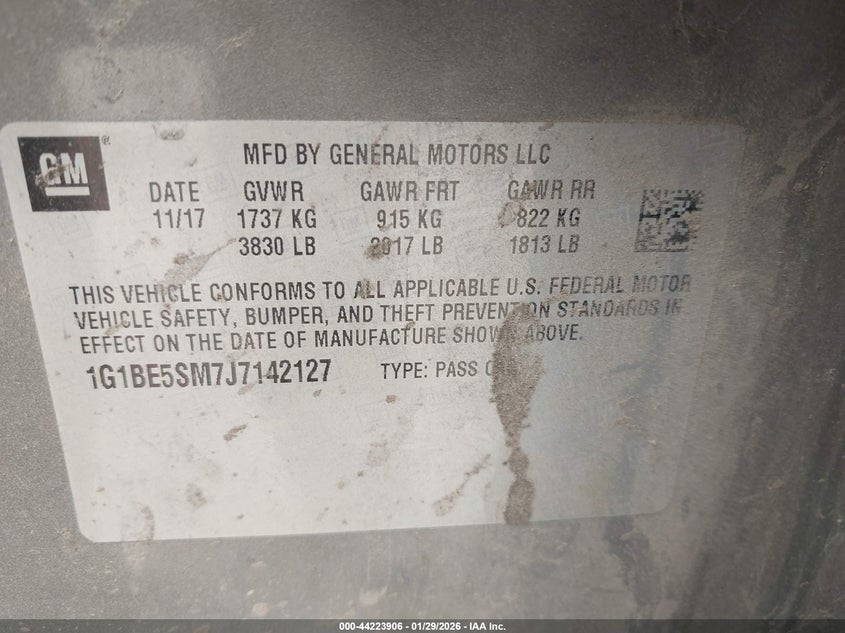 GM®
MFD BY GENERAL MOTORS LLC
DATE GVWR GAWR FRT GAWR RR
11/17 1737 KG 915 KG 822 KG
3830 LB 2017 LB 1813 LB
THIS VEHICLE CONFORMS TO ALL APPLICABLE U.S. FEDERAL MOTOR
VEHICLE SAFETY, BUMPER, AND THEFT PREVENTION STANDARDS IN
EFFECT ON THE DATE OF MANUFACTURE SHOWN ABOVE.
1G1BE5SM7J7142127 TYPE: PASS
000-44223906 - 01/29/2026 - IAA Inc.